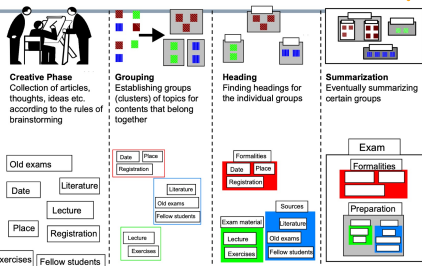 Creative Phase
Collection of articles,
thoughts, ideas etc.
according to the rules of
brainstorming
Grouping
Establishing groups
(clusters) of topics for
contents that belong
together
Heading
Finding headings for
the individual groups
Summarization
Eventually summarizing
certain groups
Old exams
Date
Literature
Lecture
Place
Registration
exercises
Fellow students
Date
Place
Registration
Literature
Old exams
Fellow students
Lecture
Exercises
Formalities
Date
Place
Registration
Sources
Literature
Old exams
Fellow students
Exam material
Lecture
Exercises
Exam
Formalities
Preparation